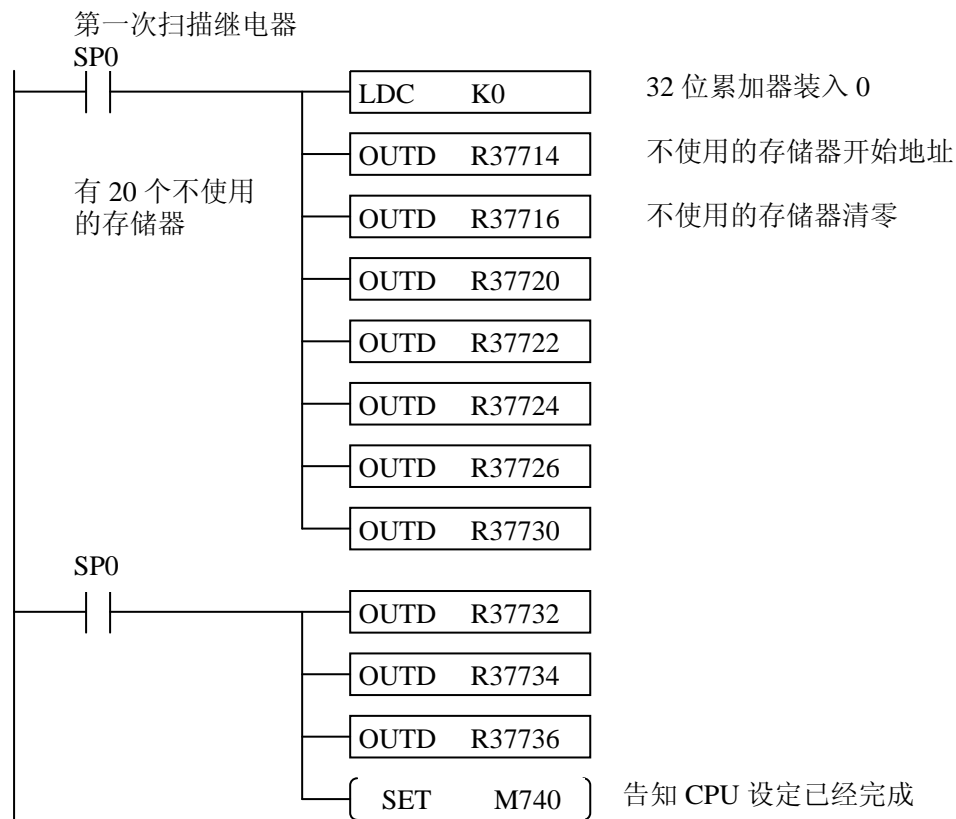 第一次扫描继电器
SP0
LDC K0 32 位累加器装入 0
OUTD R37714 不使用的存储器开始地址
有 20 个不使用
的存储器
OUTD R37716 不使用的存储器清零
OUTD R37720
OUTD R37722
OUTD R37724
OUTD R37726
OUTD R37730
SP0
OUTD R37732
OUTD R37734
OUTD R37736
SET M740 告知 CPU 设定已经完成